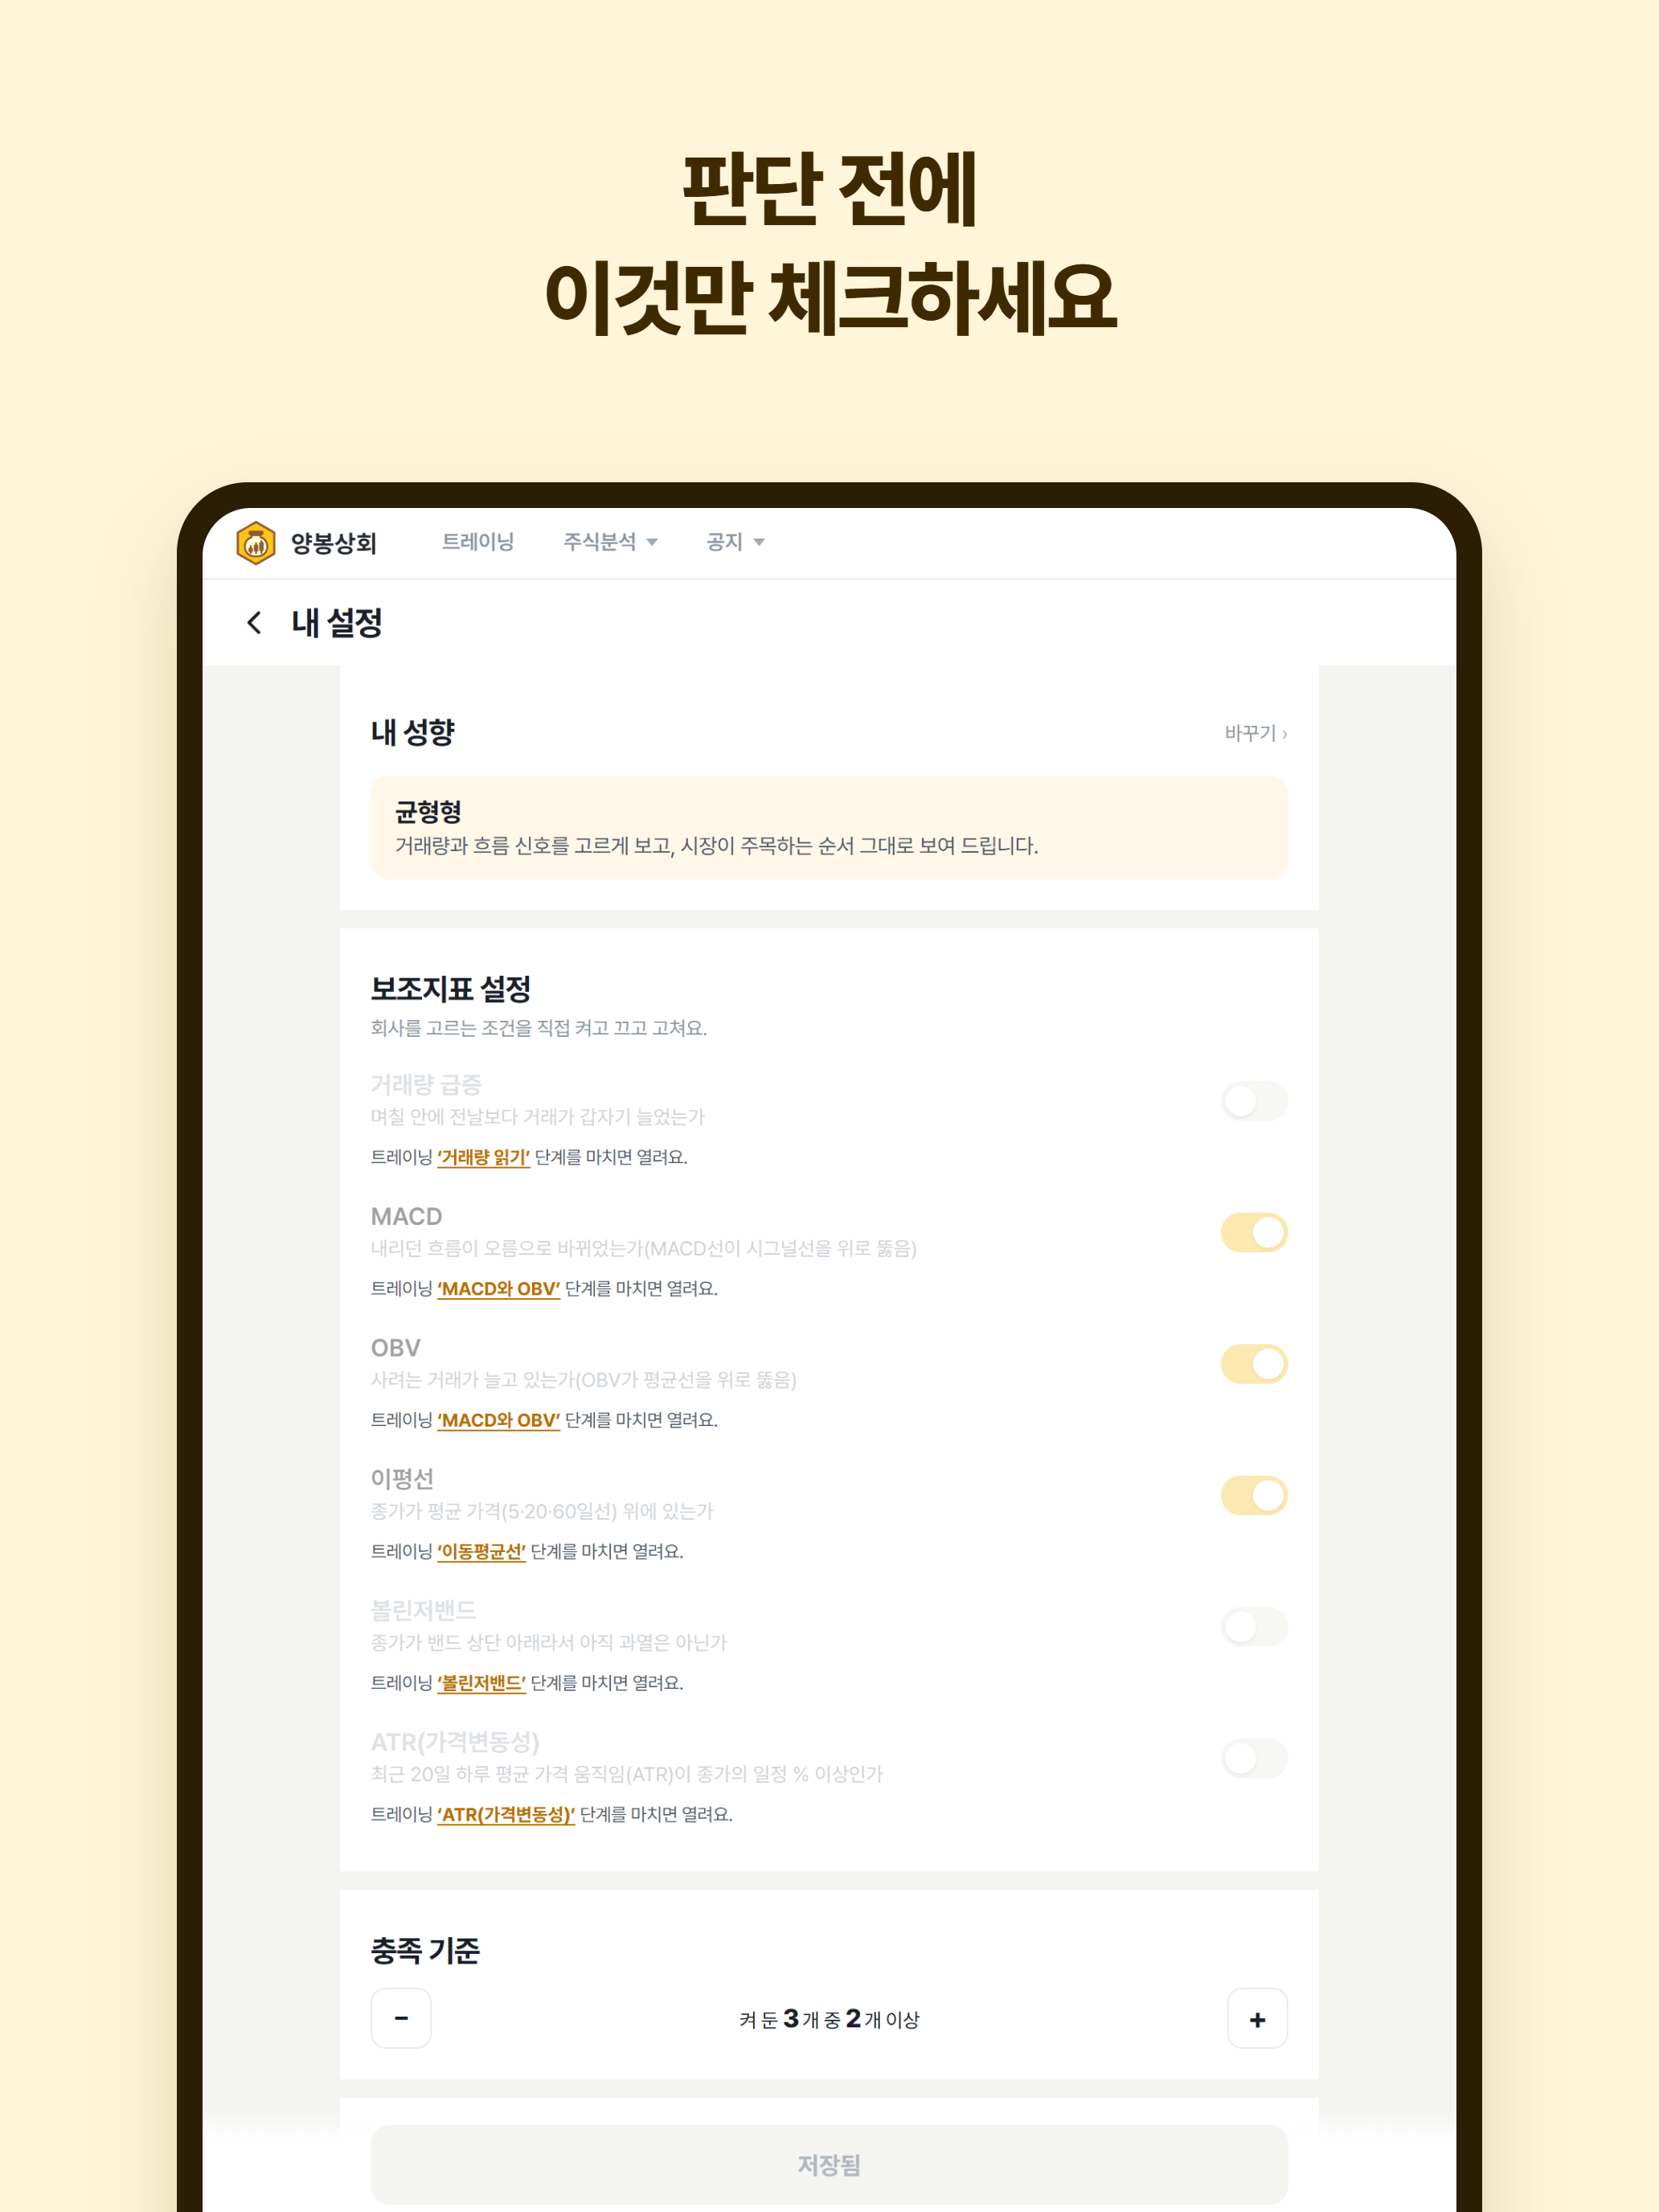 판단 전에
이것만 체크하세요
양봉상회 트레이닝 주식분석 공지
내 설정
내 성향 바꾸기 ›
균형형
거래량과 흐름 신호를 고르게 보고, 시장이 주목하는 순서 그대로 보여 드립니다.
보조지표 설정
회사를 고르는 조건을 직접 켜고 끄고 고쳐요.
거래량 급증
며칠 안에 전날보다 거래가 갑자기 늘었는가
트레이닝 ‘거래량 읽기’ 단계를 마치면 열려요.
MACD
내리던 흐름이 오름으로 바뀌었는가(MACD선이 시그널선을 위로 뚫음)
트레이닝 ‘MACD와 OBV’ 단계를 마치면 열려요.
OBV
사려는 거래가 늘고 있는가(OBV가 평균선을 위로 뚫음)
트레이닝 ‘MACD와 OBV’ 단계를 마치면 열려요.
이평선
종가가 평균 가격(5·20·60일선) 위에 있는가
트레이닝 ‘이동평균선’ 단계를 마치면 열려요.
볼린저밴드
종가가 밴드 상단 아래라서 아직 과열은 아닌가
트레이닝 ‘볼린저밴드’ 단계를 마치면 열려요.
ATR(가격변동성)
최근 20일 하루 평균 가격 움직임(ATR)이 종가의 일정 % 이상인가
트레이닝 ‘ATR(가격변동성)’ 단계를 마치면 열려요.
충족 기준
− 켜 둔 3개 중 2개 이상 +
저장됨